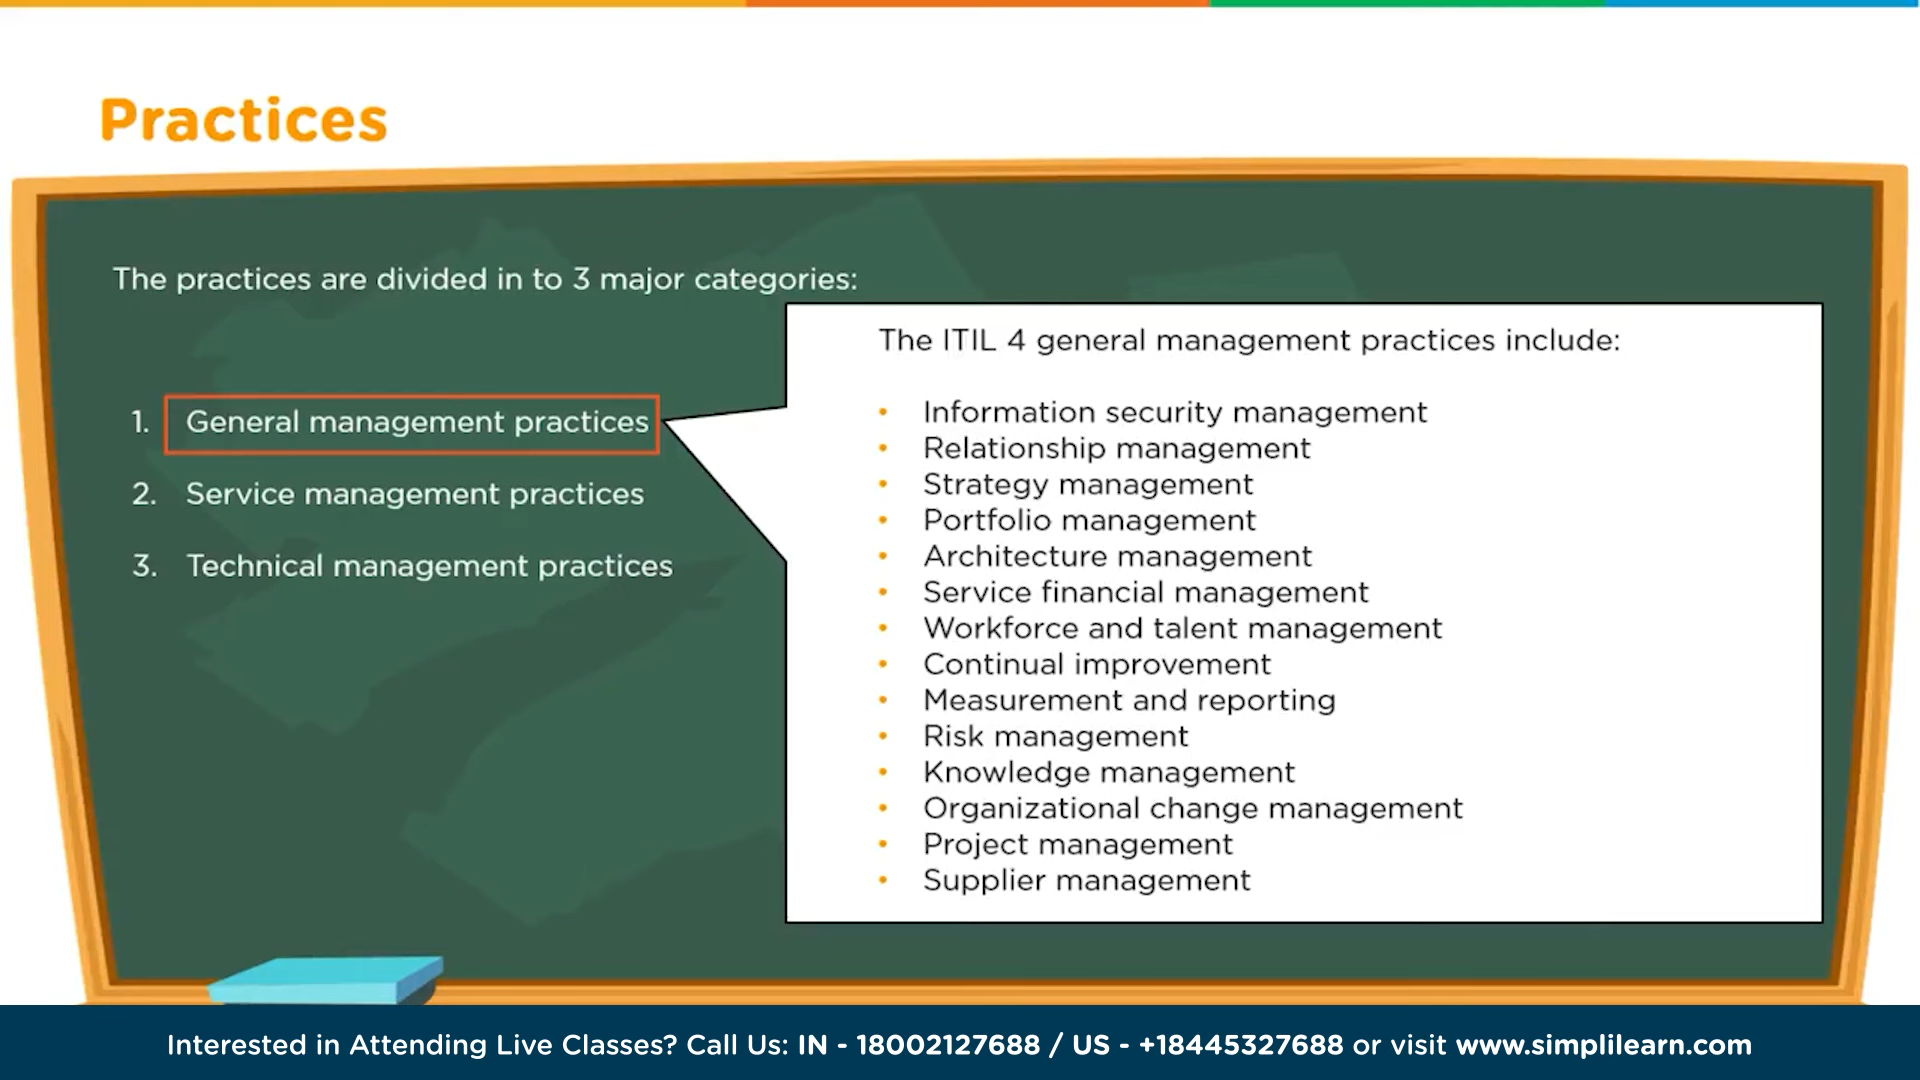 Practices
The practices are divided in to 3 major categories:
1. General management practices
2. Service management practices
3. Technical management practices
The ITIL 4 general management practices include:
• Information security management
• Relationship management
• Strategy management
• Portfolio management
• Architecture management
• Service financial management
• Workforce and talent management
• Continual improvement
• Measurement and reporting
• Risk management
• Knowledge management
• Organizational change management
• Project management
• Supplier management
Interested in Attending Live Classes? Call Us: IN - 18002127688 / US - +18445327688 or visit www.simplilearn.com